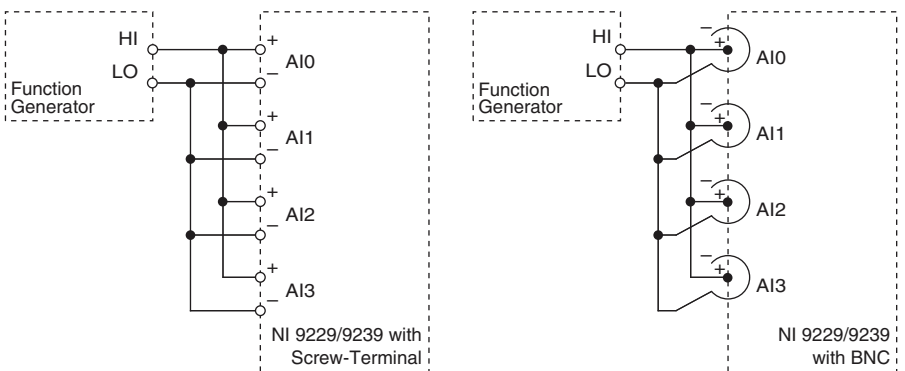 HI
LO
Function
Generator
+
AI0
–
+
AI1
–
+
AI2
–
+
AI3
–
NI 9229/9239 with
Screw-Terminal
HI
LO
Function
Generator
–
+
AI0
–
+
AI1
–
+
AI2
–
+
AI3
NI 9229/9239
with BNC